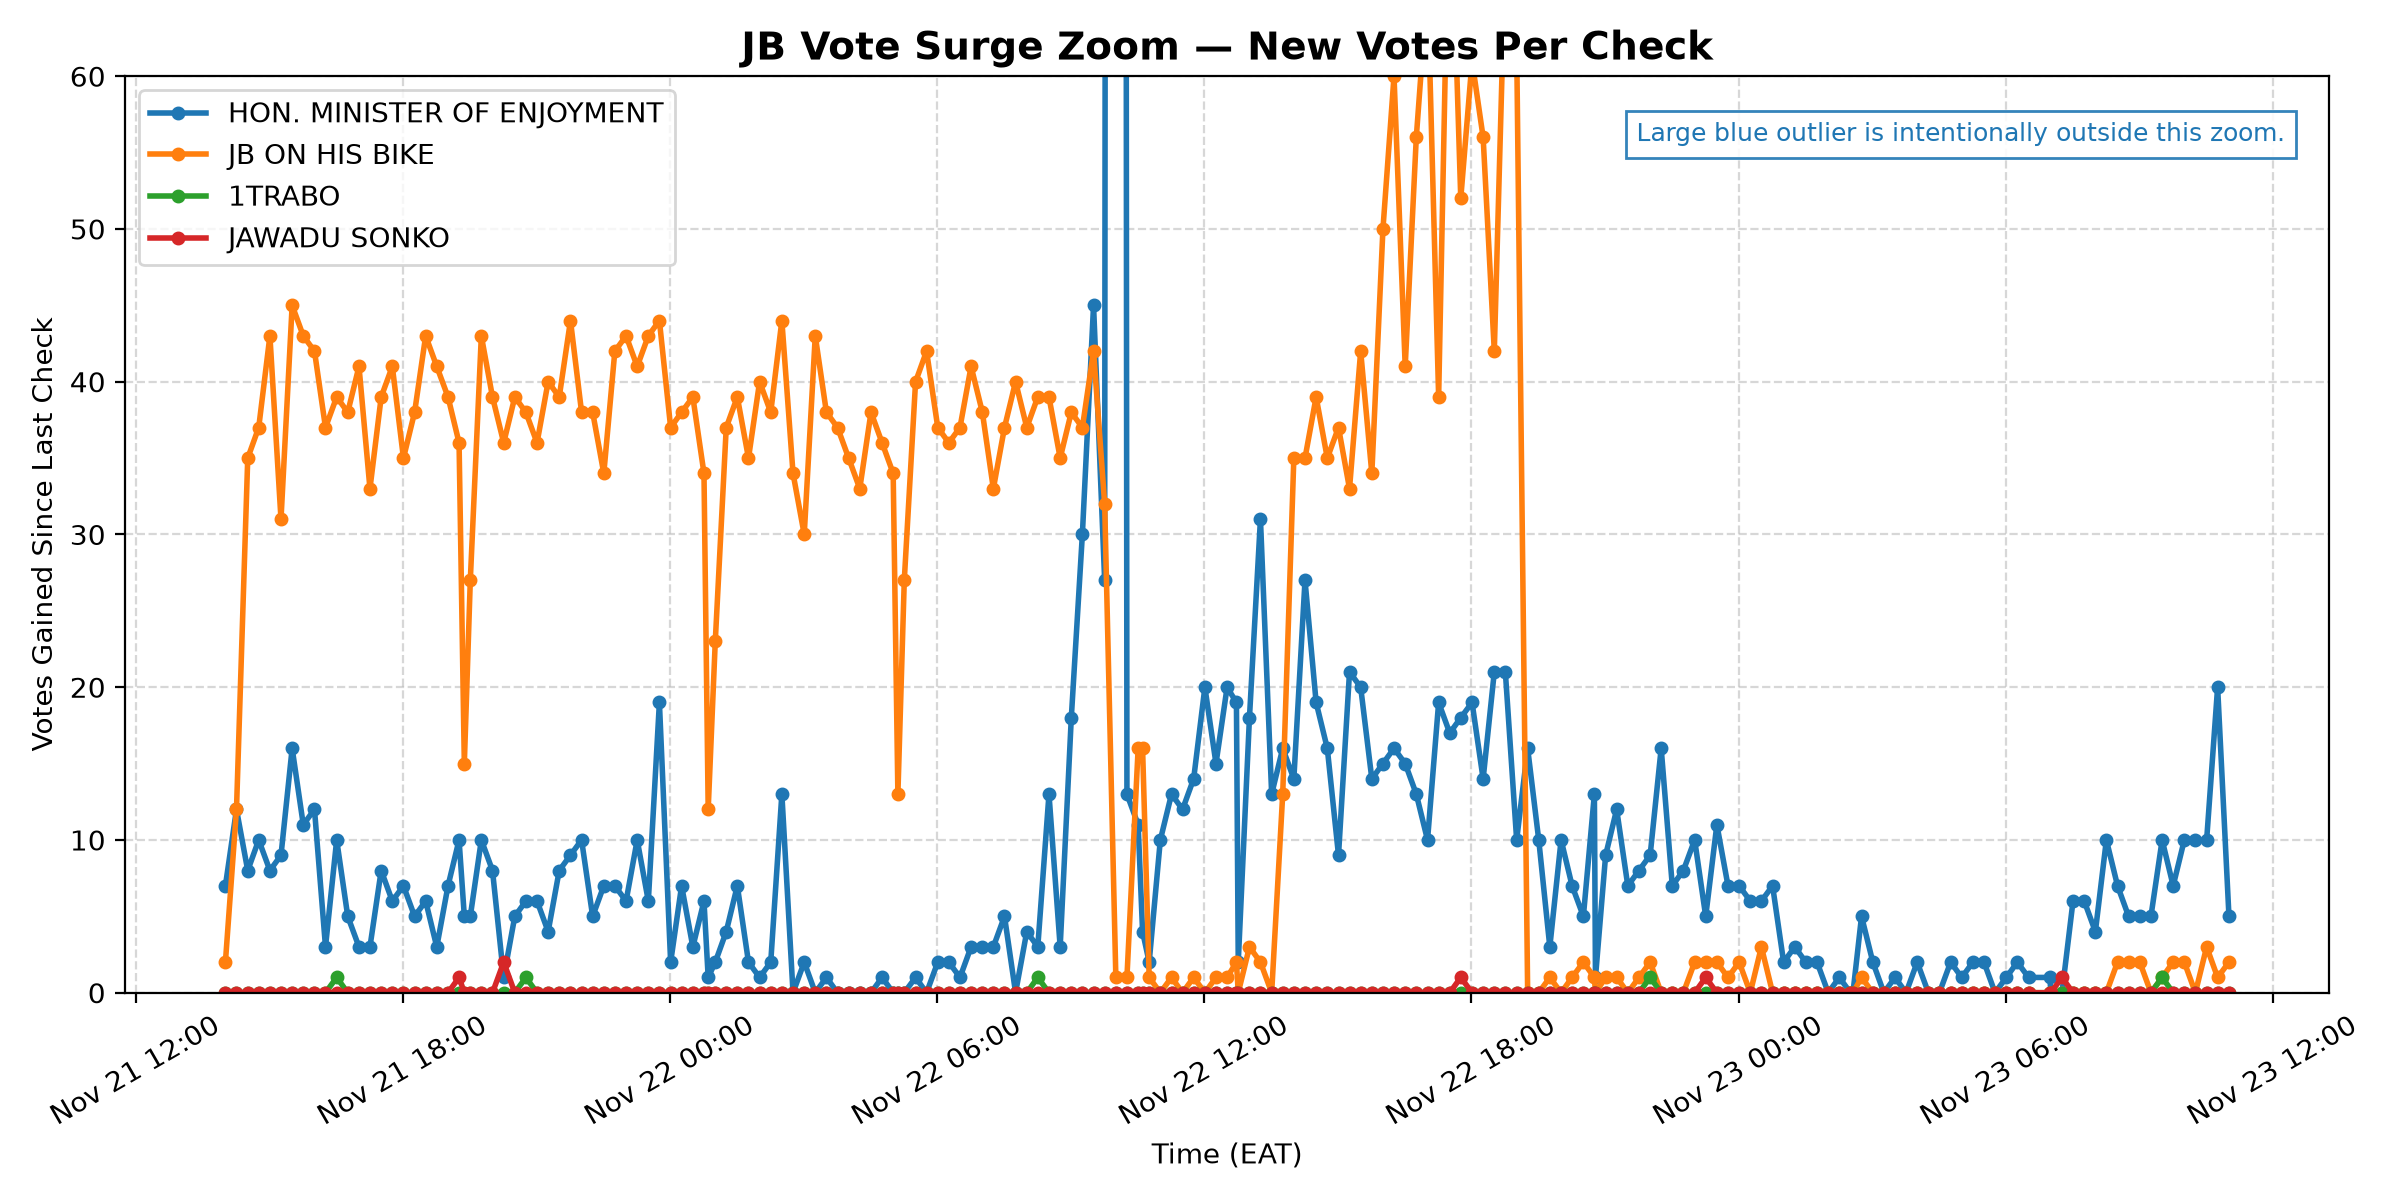 JB Vote Surge Zoom — New Votes Per Check
60
50
40
30
20
10
0
Votes Gained Since Last Check
HON. MINISTER OF ENJOYMENT
JB ON HIS BIKE
1TRABO
JAWADU SONKO
Large blue outlier is intentionally outside this zoom.
Nov 21 12:00
Nov 21 18:00
Nov 22 00:00
Nov 22 06:00
Nov 22 12:00
Nov 22 18:00
Nov 23 00:00
Nov 23 06:00
Nov 23 12:00
Time (EAT)